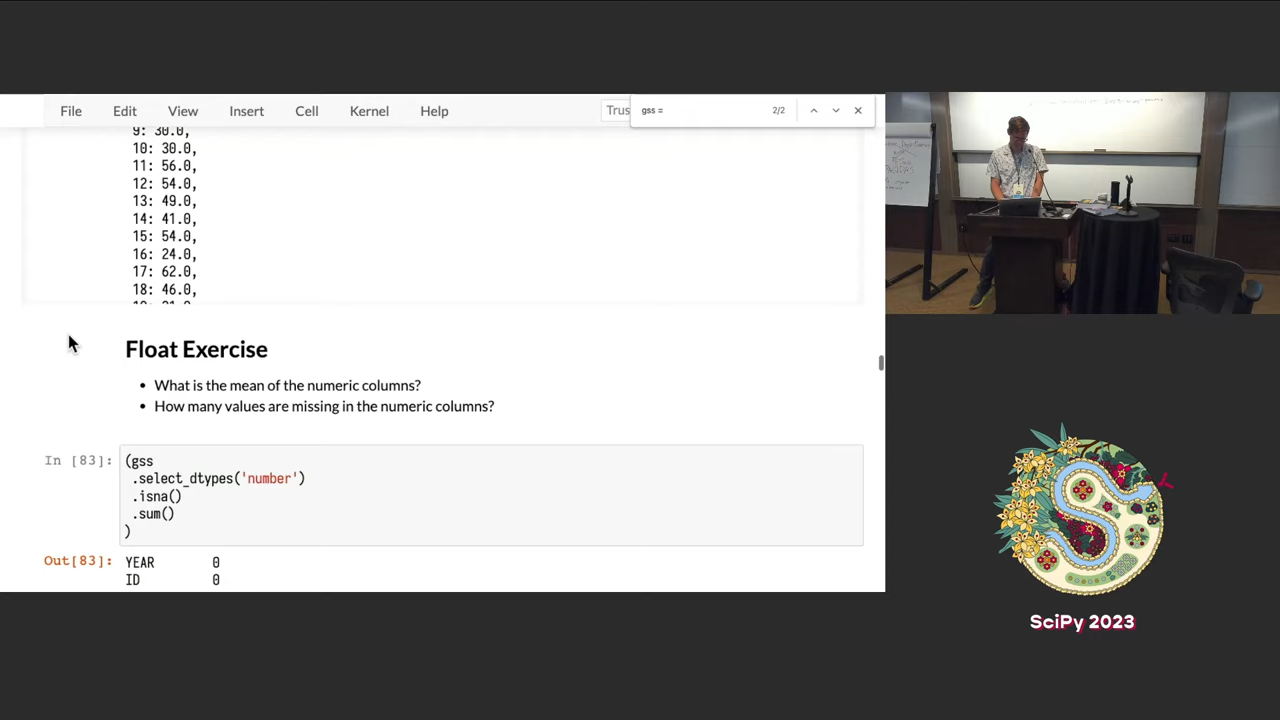 File Edit View Insert Cell Kernel Help Trus gss = 2/2
9: 30.0,
10: 30.0,
11: 56.0,
12: 54.0,
13: 49.0,
14: 41.0,
15: 54.0,
16: 24.0,
17: 62.0,
18: 46.0,
Float Exercise
• What is the mean of the numeric columns?
• How many values are missing in the numeric columns?
In [83]: (gss
.select_dtypes('number')
.isna()
.sum()
)
Out[83]: YEAR 0
ID 0
SciPy 2023